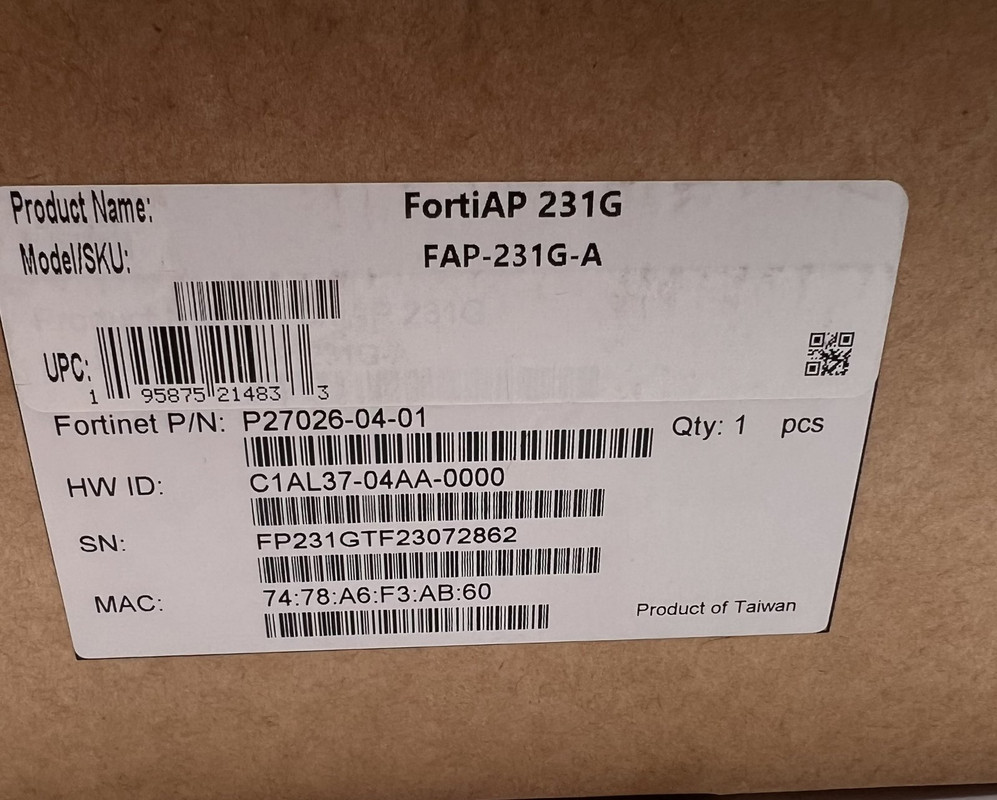 Product Name: FortiAP 231G
Model/SKU: FAP-231G-A
UPC: 1 95875 21483 3
Fortinet P/N: P27026-04-01 Qty: 1 pcs
HW ID: C1AL37-04AA-0000
SN: FP231GTF23072862
MAC: 74:78:A6:F3:AB:60
Product of Taiwan